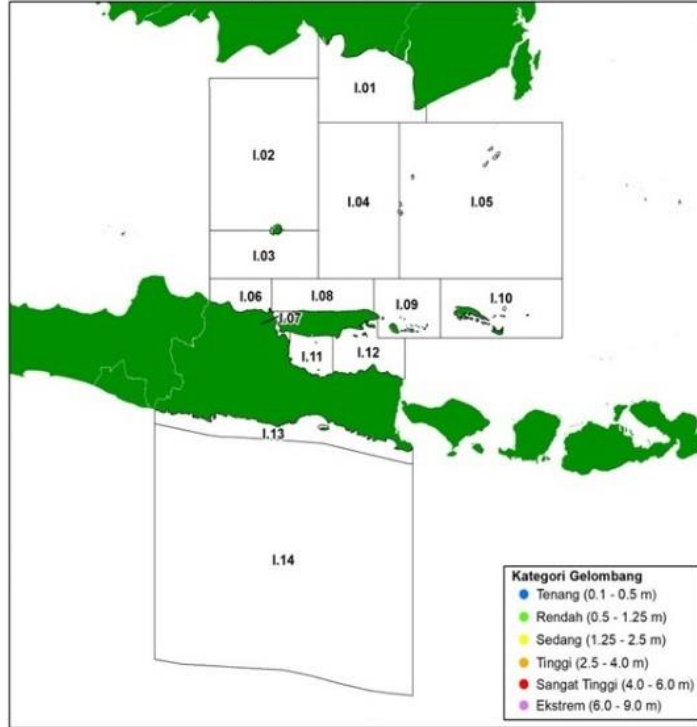 I.01
I.02
I.04
I.05
I.03
I.06
I.08
I.09
I.10
I.07
I.11
I.12
I.13
I.14
Kategori Gelombang
Tenang (0.1 - 0.5 m)
Rendah (0.5 - 1.25 m)
Sedang (1.25 - 2.5 m)
Tinggi (2.5 - 4.0 m)
Sangat Tinggi (4.0 - 6.0 m)
Ekstrem (6.0 - 9.0 m)